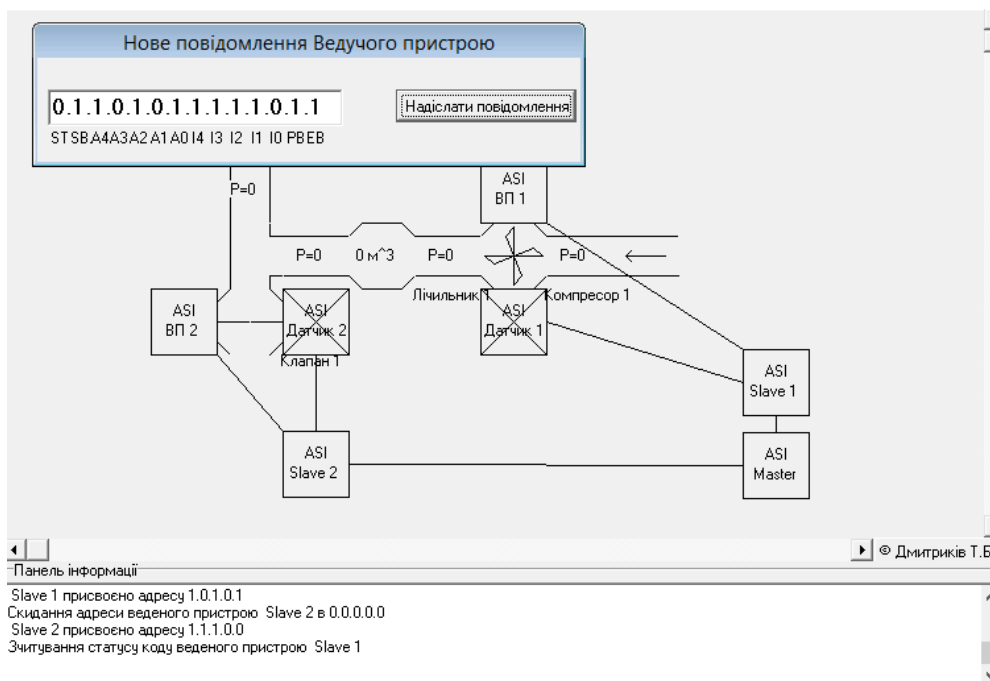 Нове повідомлення Ведучого пристрою
0.1.1.0.1.0.1.1.1.1.1.0.1.1
Надіслати повідомлення
ST SB A4 A3 A2 A1 A0 I4 I3 I2 I1 I0 PB EB
P=0
ASI
ВП 1
P=0
0 м^3
P=0
P=0
Лічильник 1
Компресор 1
ASI
ВП 2
ASI
Датчик 2
ASI
Датчик 1
Клапан 1
ASI
Slave 1
ASI
Slave 2
ASI
Master
© Дмитриків Т.Б
Панель інформації
Slave 1 присвоєно адресу 1.0.1.0.1
Скидання адреси веденого пристрою Slave 2 в 0.0.0.0.0
Slave 2 присвоєно адресу 1.1.1.0.0
Зчитування статусу коду веденого пристрою Slave 1